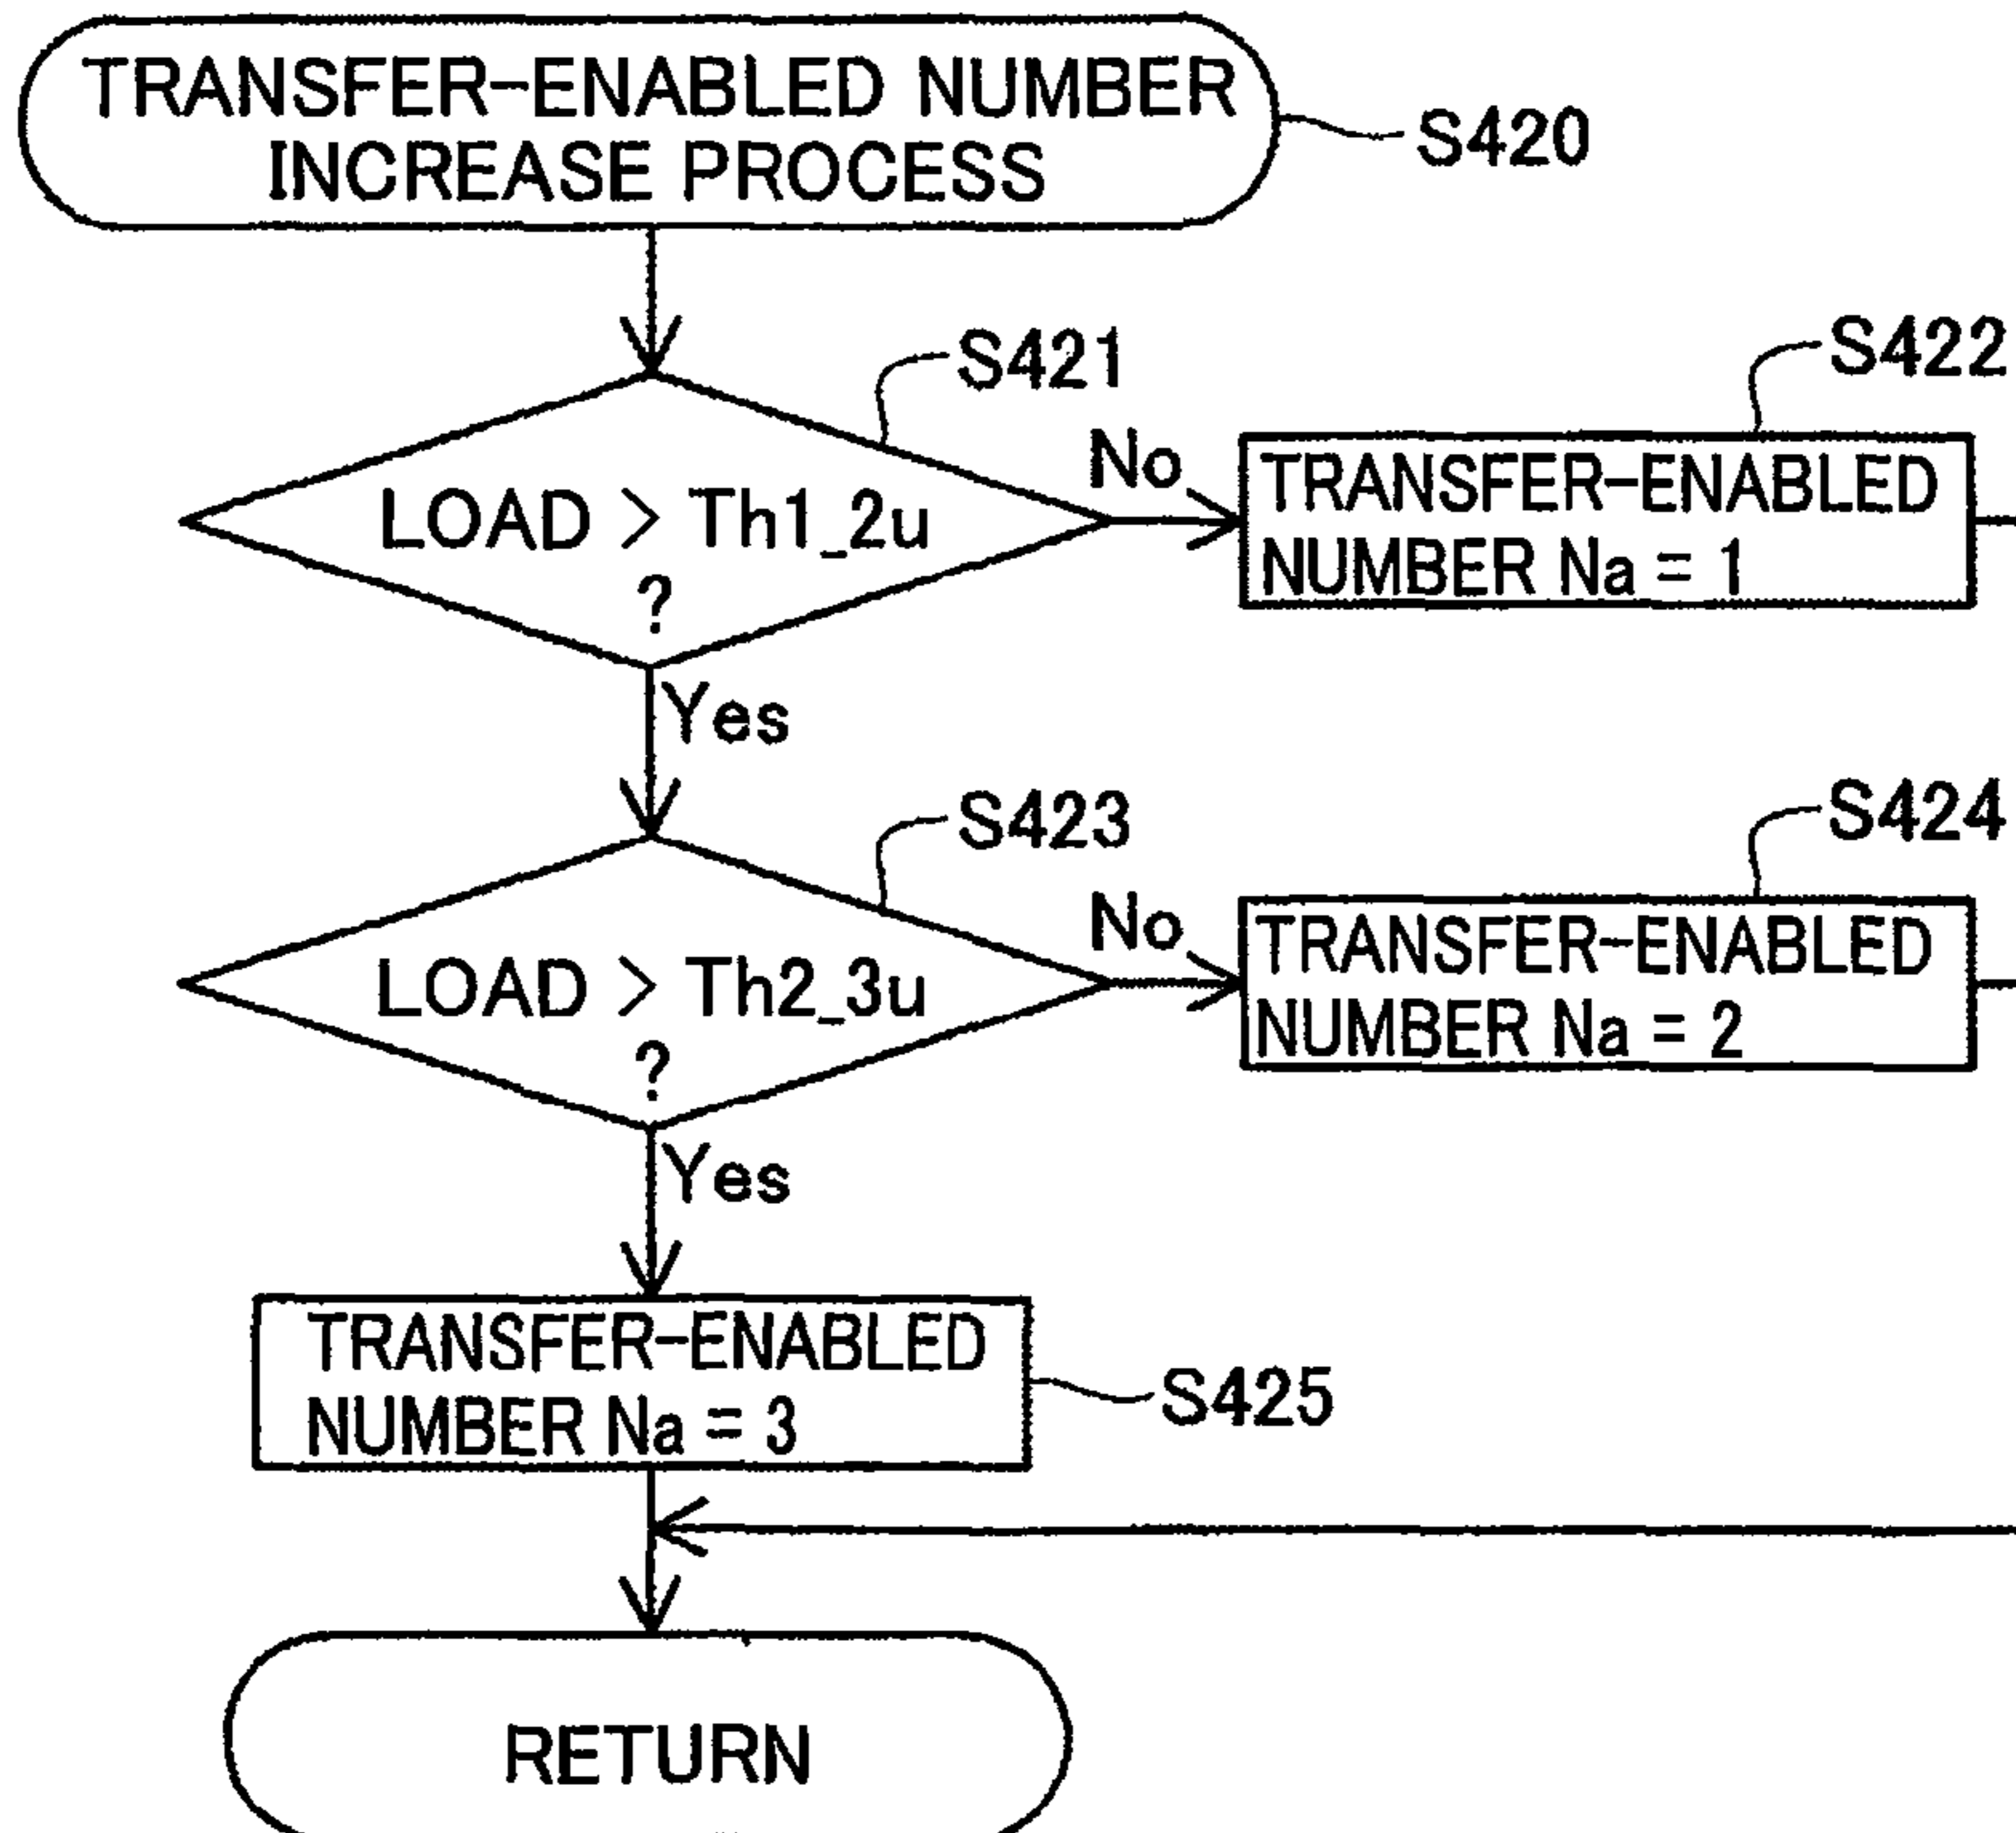 TRANSFER-ENABLED NUMBER
INCREASE PROCESS
S420
S421
LOAD > Th1_2u
?
No
S422
TRANSFER-ENABLED
NUMBER Na = 1
Yes
S423
LOAD > Th2_3u
?
No
S424
TRANSFER-ENABLED
NUMBER Na = 2
Yes
TRANSFER-ENABLED
NUMBER Na = 3
S425
RETURN